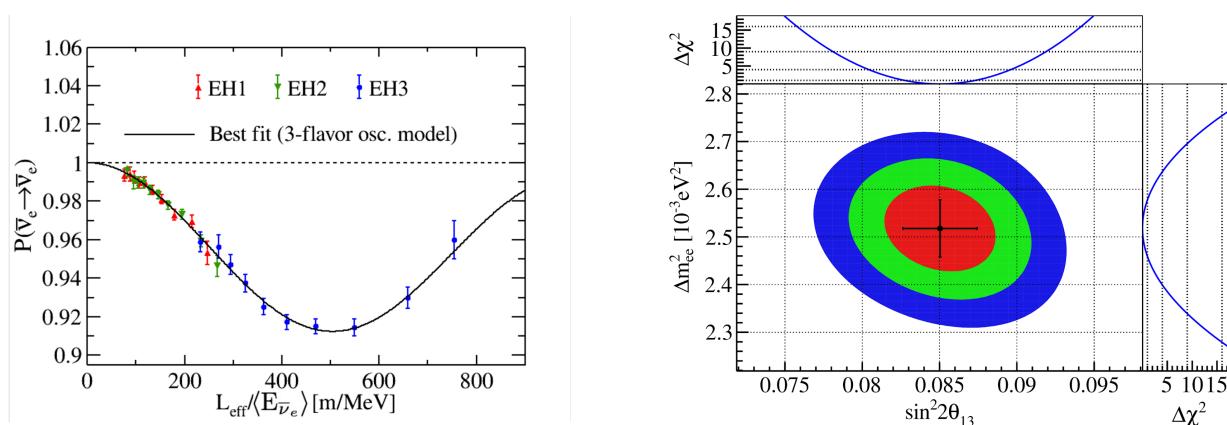 1.06
1.04
1.02
1
0.98
0.96
0.94
0.92
0.9
P(ν̅ₑ→ν̅ₑ)
EH1 EH2 EH3
Best fit (3-flavor osc. model)
0 200 400 600 800
L_eff/⟨E_ν̅ₑ⟩ [m/MeV]
Δχ²
15
10
5
2.8
2.7
2.6
2.5
2.4
2.3
Δm²ₑₑ [10⁻³eV²]
0.075 0.08 0.085 0.09 0.095
sin²2θ₁₃
5 10 15
Δχ²